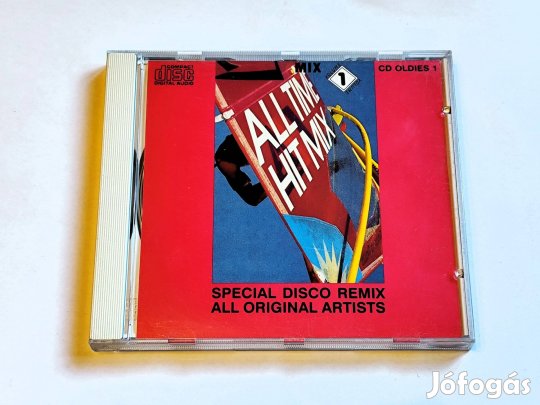 COMPACT
disc
DIGITAL AUDIO
MIX
1
CD OLDIES 1
ALL TIME
HIT MIX
SPECIAL DISCO REMIX
ALL ORIGINAL ARTISTS
Jófogás